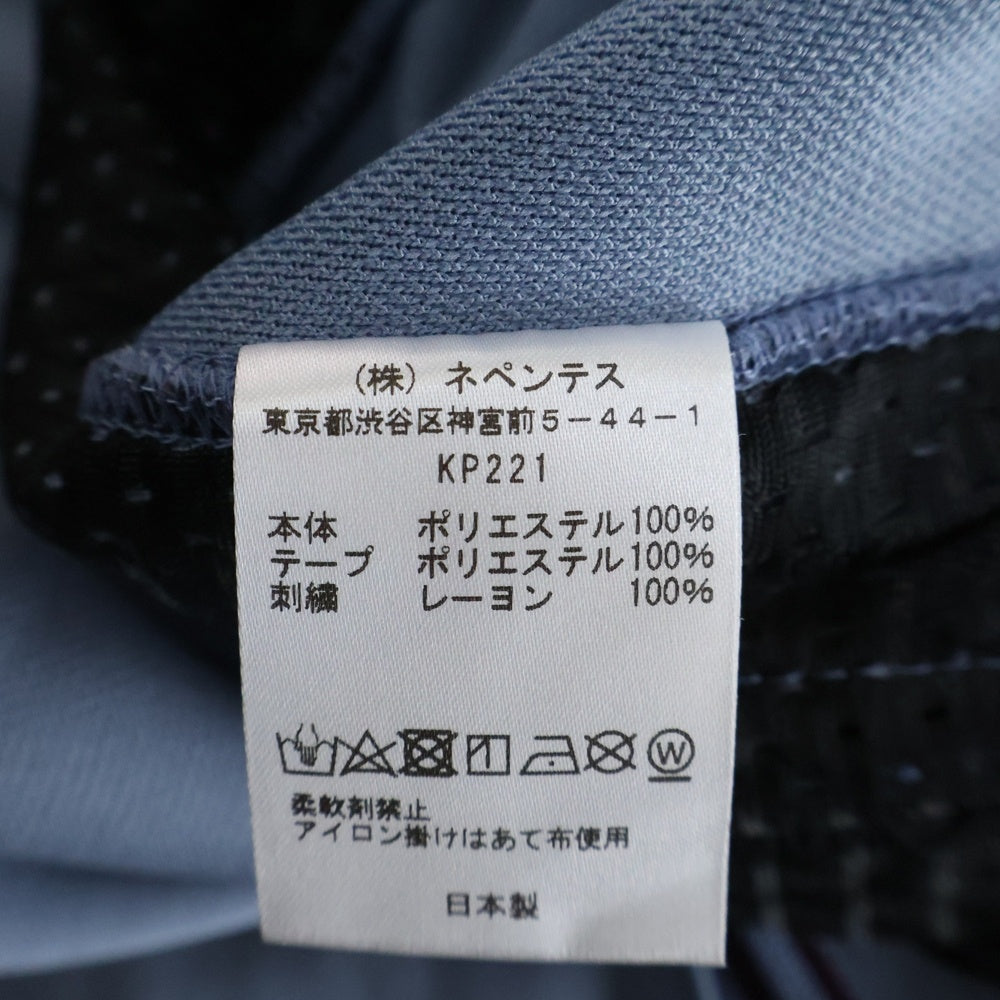 (株) ネペンテス
東京都渋谷区神宮前5-44-1
KP221
本体 ポリエステル100%
テープ ポリエステル100%
刺繍 レーヨン 100%
W
柔軟剤禁止
アイロン掛けはあて布使用
日本製